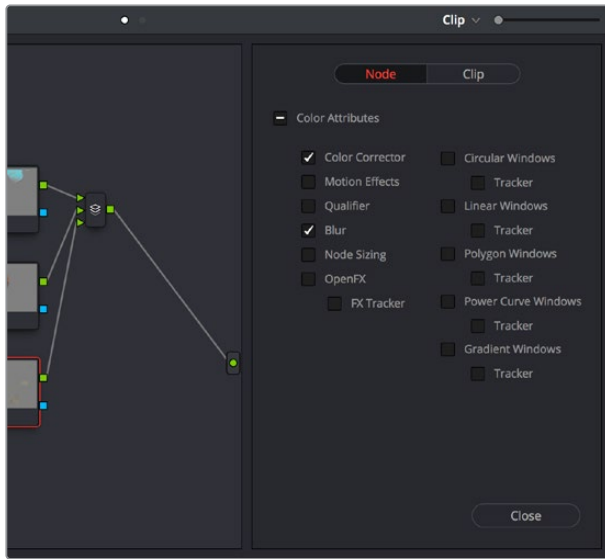 Clip
Node
Clip
Color Attributes
Color Corrector
Motion Effects
Qualifier
Blur
Node Sizing
OpenFX
FX Tracker
Circular Windows
Tracker
Linear Windows
Tracker
Polygon Windows
Tracker
Power Curve Windows
Tracker
Gradient Windows
Tracker
Close